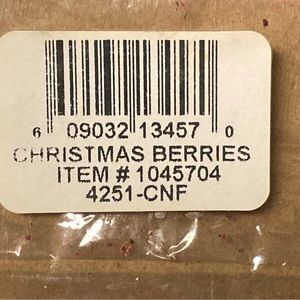 6 09032 13457 0
CHRISTMAS BERRIES
ITEM # 1045704
4251-CNF